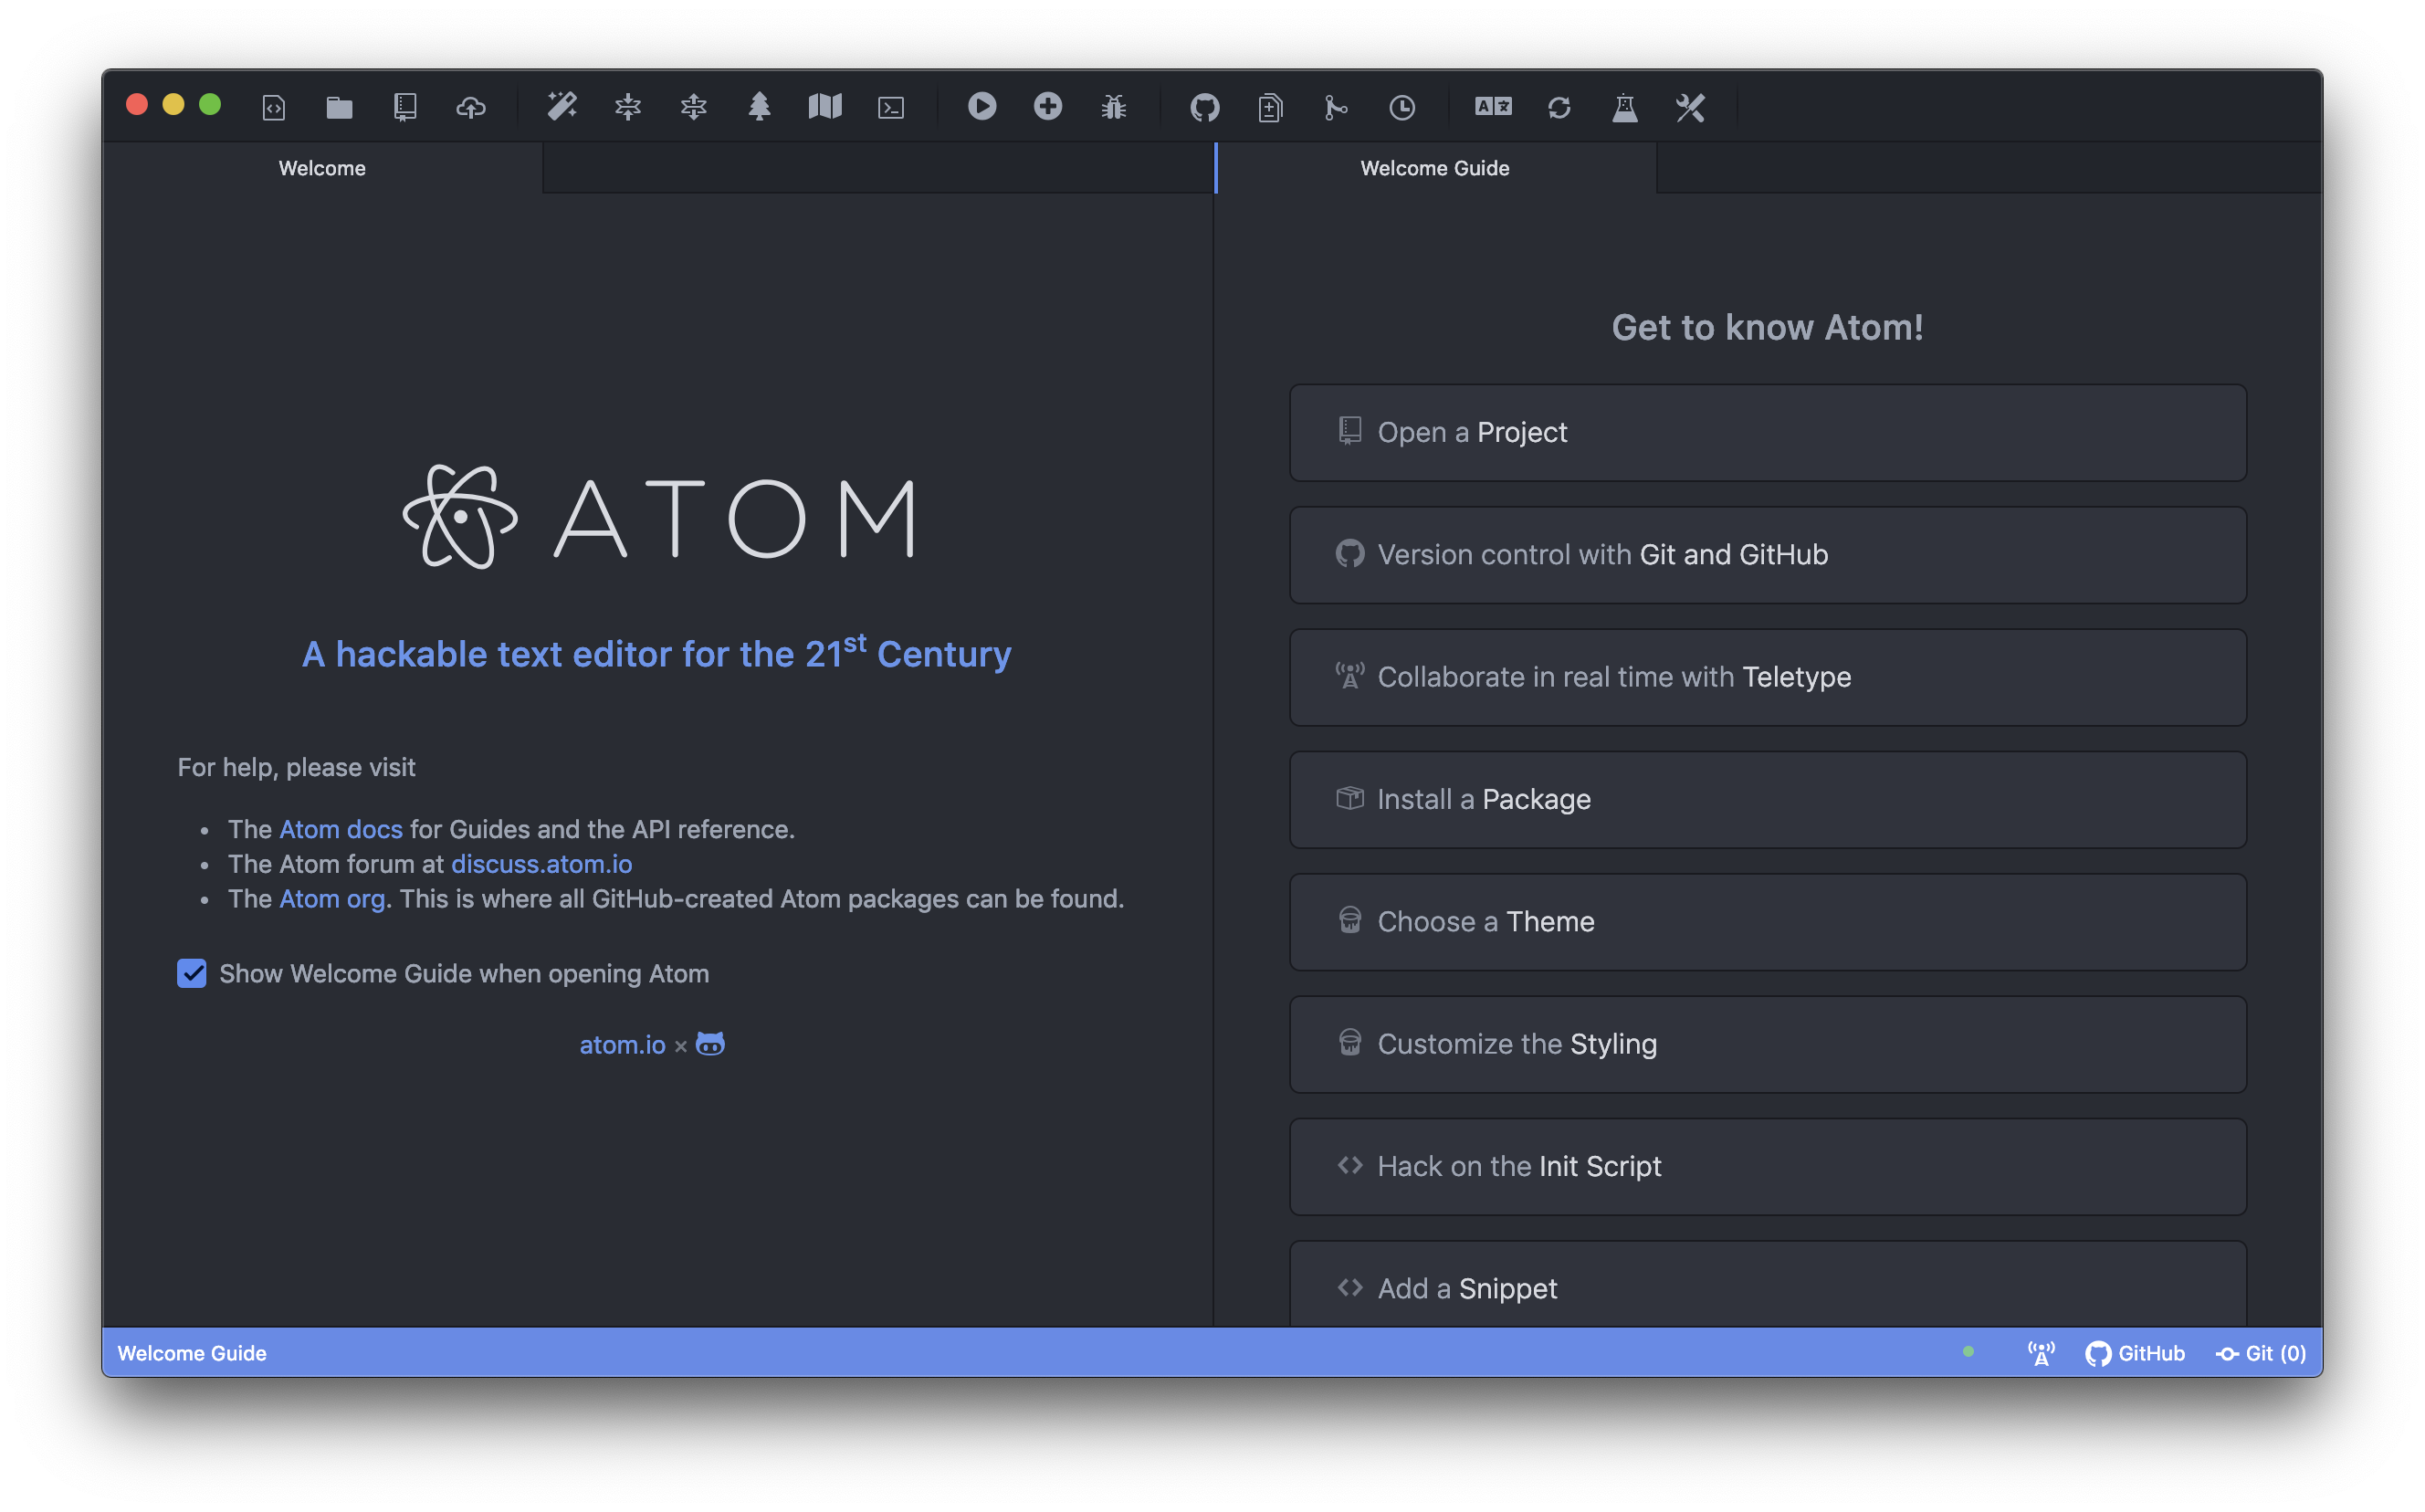 Welcome
Welcome Guide
ATOM
A hackable text editor for the 21st Century
For help, please visit
• The Atom docs for Guides and the API reference.
• The Atom forum at discuss.atom.io
• The Atom org. This is where all GitHub-created Atom packages can be found.
Show Welcome Guide when opening Atom
atom.io ×
Get to know Atom!
Open a Project
Version control with Git and GitHub
Collaborate in real time with Teletype
Install a Package
Choose a Theme
Customize the Styling
Hack on the Init Script
Add a Snippet
Welcome Guide
GitHub
Git (0)